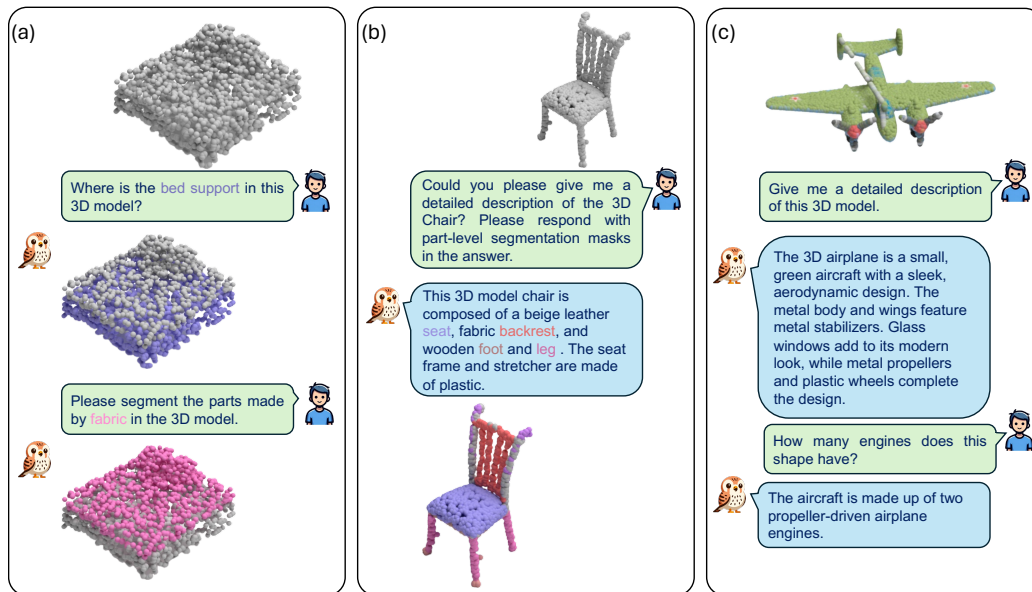 (a)
Where is the bed support in this
3D model?
Please segment the parts made
by fabric in the 3D model.
(b)
Could you please give me a
detailed description of the 3D
Chair? Please respond with
part-level segmentation masks
in the answer.
This 3D model chair is
composed of a beige leather
seat, fabric backrest, and
wooden foot and leg . The seat
frame and stretcher are made
of plastic.
(c)
Give me a detailed description
of this 3D model.
The 3D airplane is a small,
green aircraft with a sleek,
aerodynamic design. The
metal body and wings feature
metal stabilizers. Glass
windows add to its modern
look, while metal propellers
and plastic wheels complete
the design.
How many engines does this
shape have?
The aircraft is made up of two
propeller-driven airplane
engines.